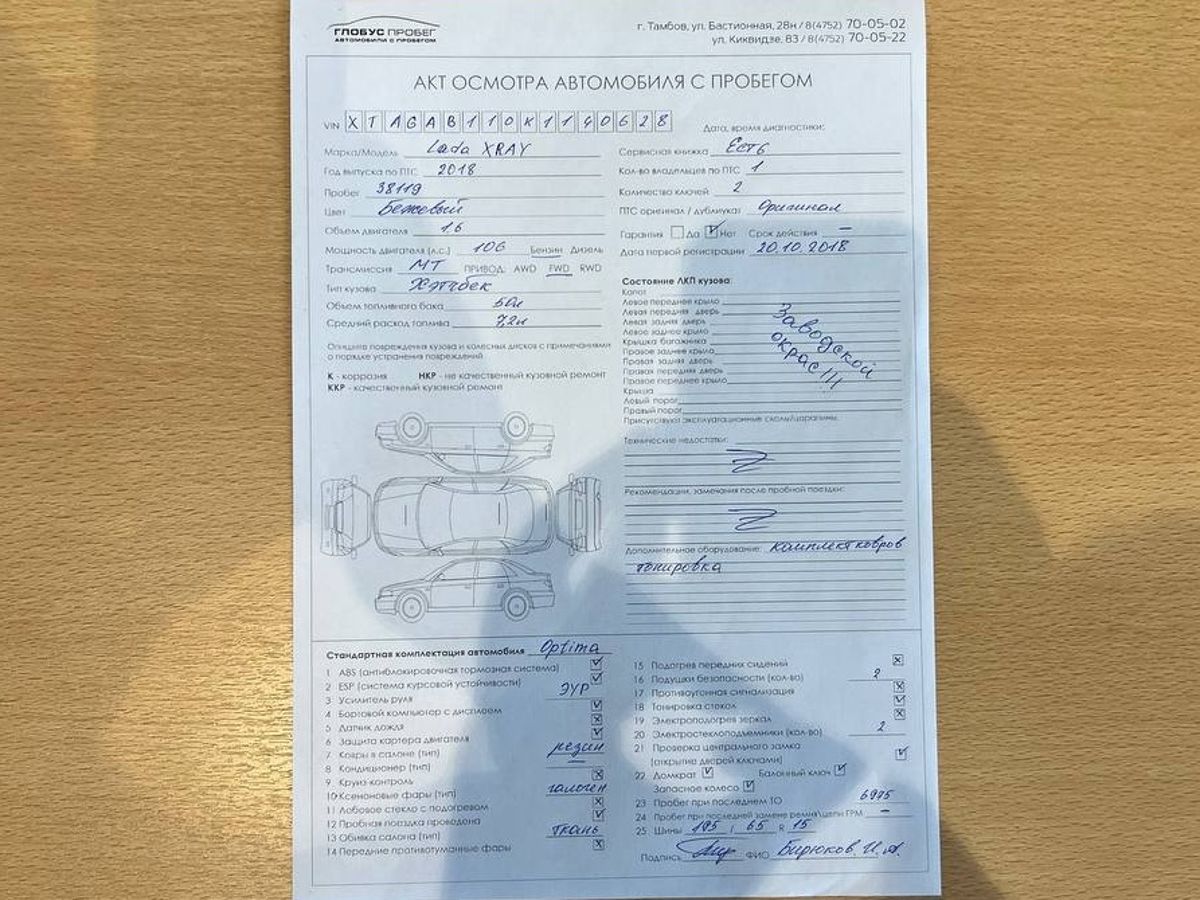 ГЛОБУС ПРОБЕГ
АВТОМОБИЛИ С ПРОБЕГОМ
г. Тамбов, ул. Бастионная, 28н / 8(4752) 70-05-02
ул. Киквидзе, 83 / 8(4752) 70-05-22
АКТ ОСМОТРА АВТОМОБИЛЯ С ПРОБЕГОМ
VIN XTAGAB110K1140628
Дата, время диагностики:
Марка/Модель Lada XRAY
Год выпуска по ПТС 2018
Пробег 38119
Цвет Бежевый
Объем двигателя 1,6
Мощность двигателя (л.с.) 106 Бензин Дизель
Трансмиссия МТ ПРИВОД: AWD FWD RWD
Тип кузова Хэтчбек
Объем топливного бака 50л
Средний расход топлива 7,2л
Опишите повреждения кузова и колесных дисков с примечаниями
о порядке устранения повреждений
К - коррозия НКР - не качественный кузовной ремонт
ККР - качественный кузовной ремонт
Сервисная книжка Есть
Кол-во владельцев по ПТС 1
Количество ключей 2
ПТС оригинал / дубликат Оригинал
Гарантия Да Нет Срок действия —
Дата первой регистрации 20.10.2018
Состояние ЛКП кузова:
Капот
Левое переднее крыло
Левая передняя дверь
Левая задняя дверь
Левое заднее крыло
Крышка багажника
Правое заднее крыло
Правая задняя дверь
Правая передняя дверь
Правое переднее крыло
Крыша
Левый порог
Правый порог
Заводской
окрас!!!
Присутствуют эксплуатационные сколы/царапины.
Технические недостатки:
Рекомендации, замечания после пробной поездки:
Дополнительное оборудование: комплект ковров
тонировка
Стандартная комплектация автомобиля Optima
1 ABS (антиблокировочная тормозная система)
2 ESP (система курсовой устойчивости)
3 Усилитель руля ЭУР
4 Бортовой компьютер с дисплеем
5 Датчик дождя
6 Защита картера двигателя
7 Ковры в салоне (тип) резин
8 Кондиционер (тип) —
9 Круиз-контроль
10 Ксеноновые фары (тип) галоген
11 Лобовое стекло с подогревом
12 Пробная поездка проведена
13 Обивка салона (тип) ткань
14 Передние противотуманные фары
15 Подогрев передних сидений
16 Подушки безопасности (кол-во) 2
17 Противоугонная сигнализация
18 Тонировка стекол
19 Электроподогрев зеркал
20 Электростеклоподъемники (кол-во) 2
21 Проверка центрального замка
(открытие дверей ключами)
22 Домкрат Балонный ключ
Запасное колесо
23 Пробег при последнем ТО 6975
24 Пробег при последней замене ремня/цепи ГРМ —
25 Шины 195 / 65 R 15
Подпись ФИО Бирюков. И. А.